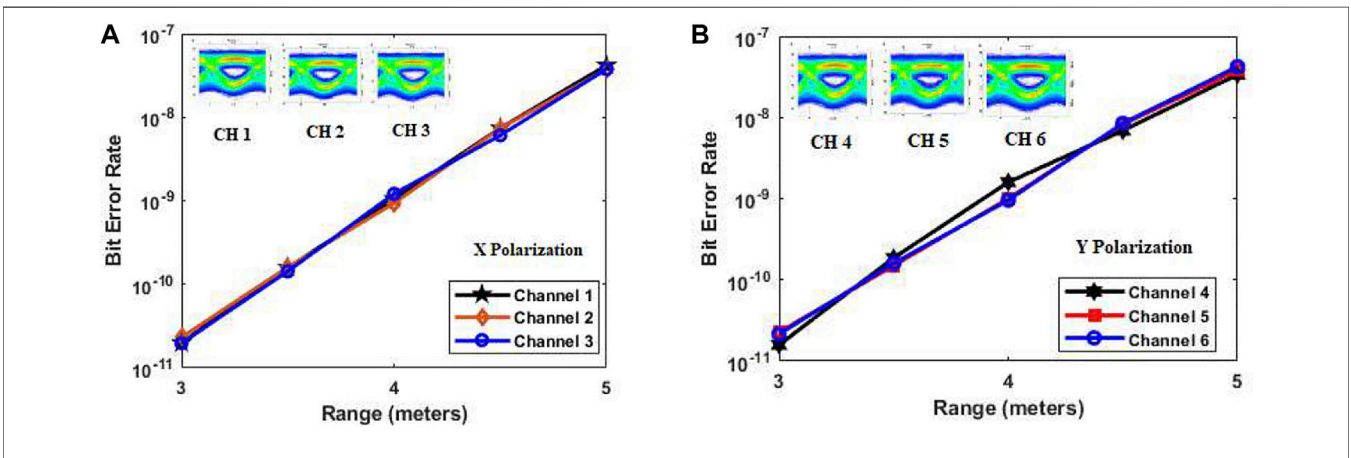 A
10^-7
10^-8
10^-9
10^-10
10^-11
Bit Error Rate
CH 1
CH 2
CH 3
X Polarization
Channel 1
Channel 2
Channel 3
3
4
5
Range (meters)
B
10^-7
10^-8
10^-9
10^-10
10^-11
Bit Error Rate
CH 4
CH 5
CH 6
Y Polarization
Channel 4
Channel 5
Channel 6
3
4
5
Range (meters)